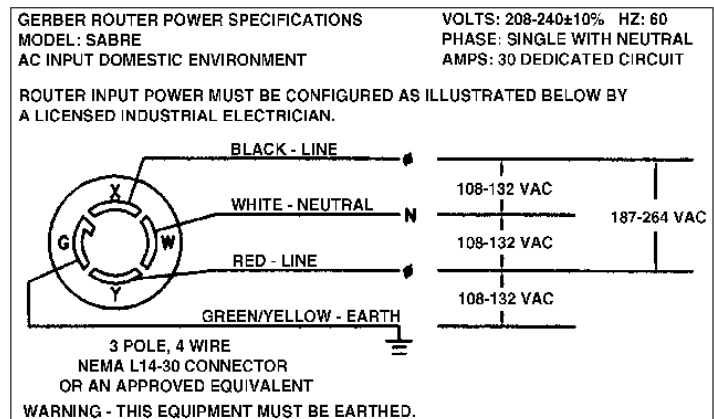 GERBER ROUTER POWER SPECIFICATIONS
MODEL: SABRE
AC INPUT DOMESTIC ENVIRONMENT
VOLTS: 208-240±10% HZ: 60
PHASE: SINGLE WITH NEUTRAL
AMPS: 30 DEDICATED CIRCUIT
ROUTER INPUT POWER MUST BE CONFIGURED AS ILLUSTRATED BELOW BY
A LICENSED INDUSTRIAL ELECTRICIAN.
BLACK - LINE
ø
X
108-132 VAC
WHITE - NEUTRAL
N
187-264 VAC
G
W
108-132 VAC
RED - LINE
ø
Y
108-132 VAC
GREEN/YELLOW - EARTH
3 POLE, 4 WIRE
NEMA L14-30 CONNECTOR
OR AN APPROVED EQUIVALENT
WARNING - THIS EQUIPMENT MUST BE EARTHED.